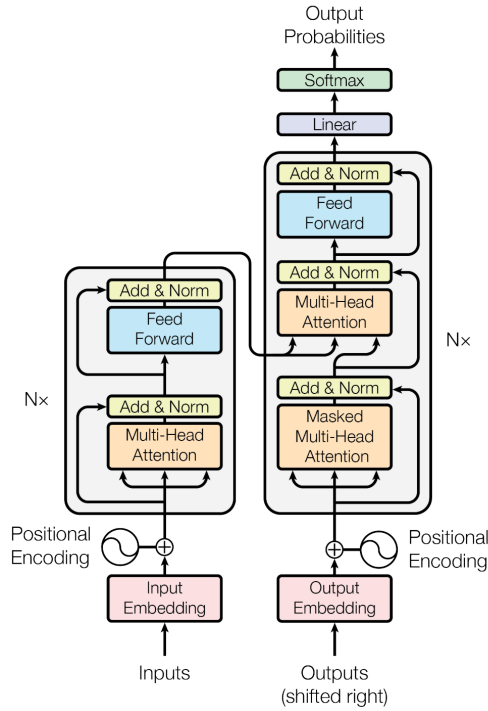 Output
Probabilities
Softmax
Linear
Add & Norm
Feed
Forward
Add & Norm
Multi-Head
Attention
Add & Norm
Masked
Multi-Head
Attention
Nx
Add & Norm
Feed
Forward
Add & Norm
Multi-Head
Attention
Nx
Positional
Encoding
Positional
Encoding
Input
Embedding
Output
Embedding
Inputs
Outputs
(shifted right)